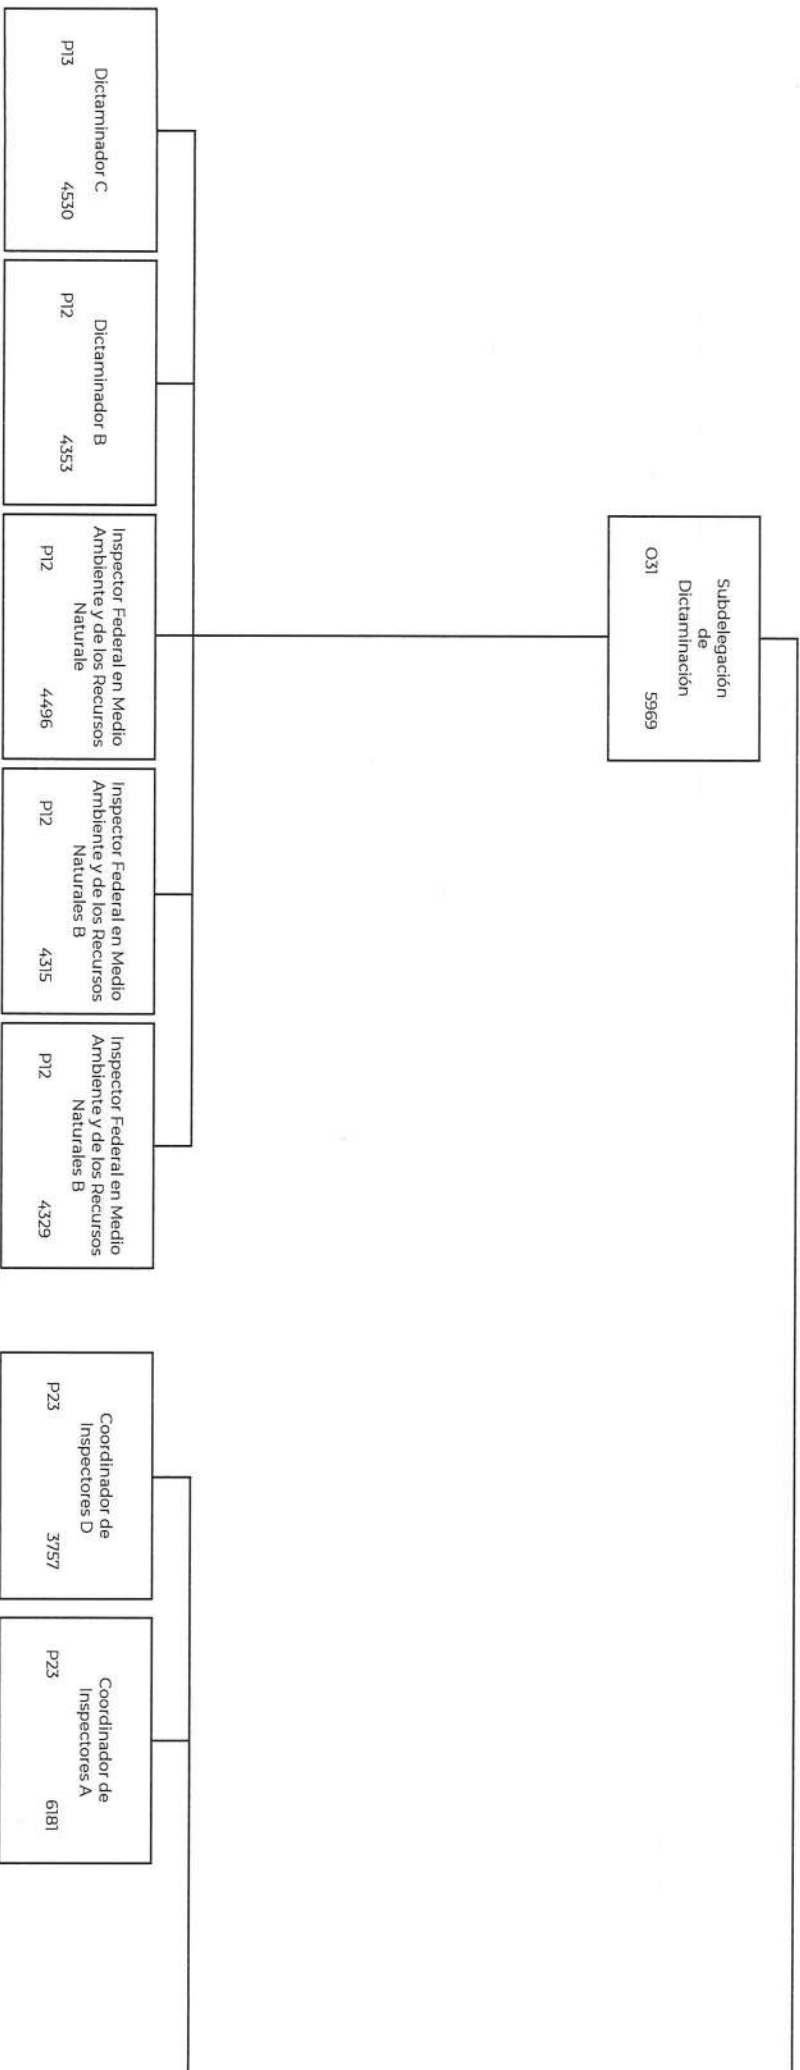 Subdelegación
de
Dictaminación
O31 5969
Dictaminador C
P13 4530
Dictaminador B
P12 4353
Inspector Federal en Medio
Ambiente y de los Recursos
Naturale
P12 4496
Inspector Federal en Medio
Ambiente y de los Recursos
Naturales B
P12 4315
Inspector Federal en Medio
Ambiente y de los Recursos
Naturales B
P12 4329
Coordinador de
Inspectores D
P23 3757
Coordinador de
Inspectores A
P23 6181